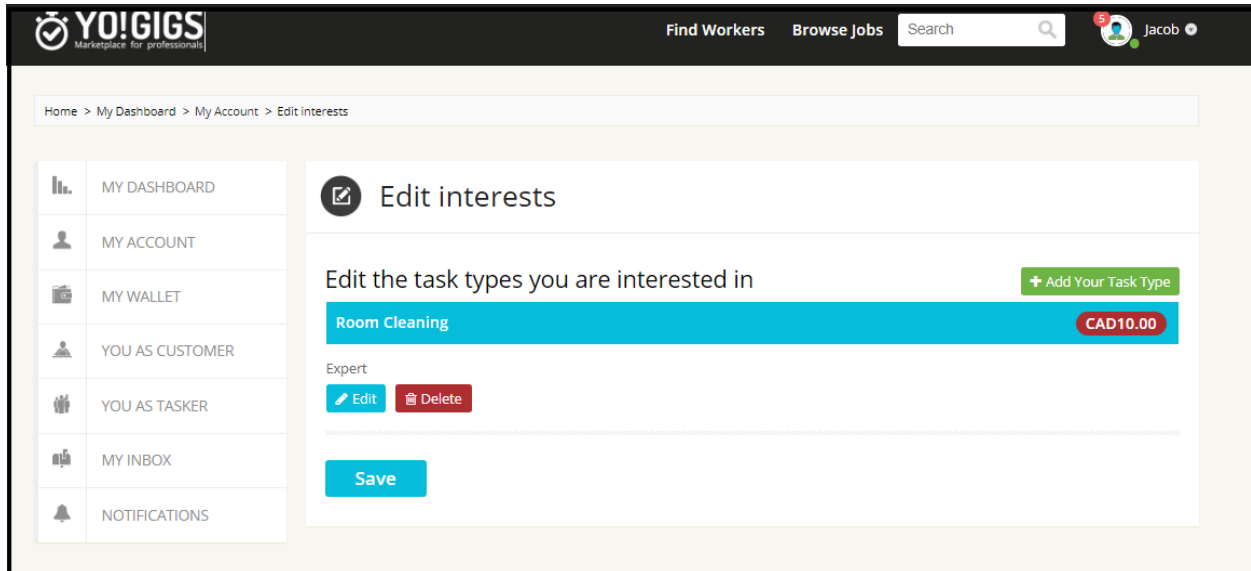 YO!GIGS
Marketplace for professionals
Find Workers
Browse Jobs
Search
5
Jacob
Home > My Dashboard > My Account > Edit interests
MY DASHBOARD
MY ACCOUNT
MY WALLET
YOU AS CUSTOMER
YOU AS TASKER
MY INBOX
NOTIFICATIONS
Edit interests
Edit the task types you are interested in
+ Add Your Task Type
Room Cleaning
CAD10.00
Expert
Edit
Delete
Save